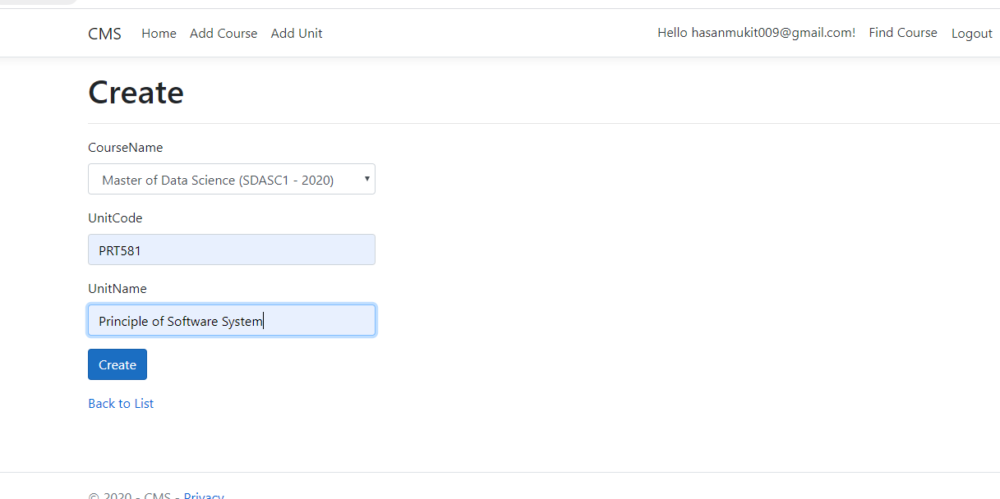 CMS Home Add Course Add Unit Hello hasanmukit009@gmail.com! Find Course Logout
Create
CourseName
Master of Data Science (SDASC1 - 2020)
UnitCode
PRT581
UnitName
Principle of Software System
Create
Back to List
© 2020 - CMS - Privacy